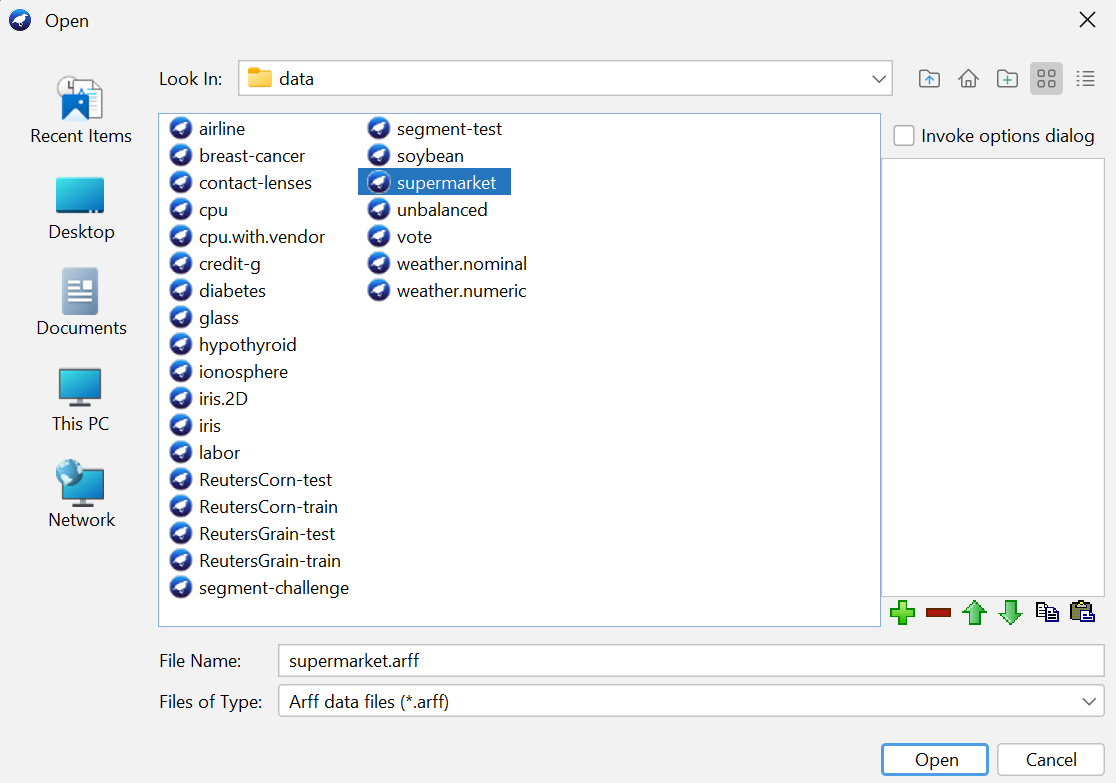 Open
Look In:
data
Recent Items
Desktop
Documents
This PC
Network
airline
breast-cancer
contact-lenses
cpu
cpu.with.vendor
credit-g
diabetes
glass
hypothyroid
ionosphere
iris.2D
iris
labor
ReutersCorn-test
ReutersCorn-train
ReutersGrain-test
ReutersGrain-train
segment-challenge
segment-test
soybean
supermarket
unbalanced
vote
weather.nominal
weather.numeric
Invoke options dialog
File Name:
supermarket.arff
Files of Type:
Arff data files (*.arff)
Open
Cancel